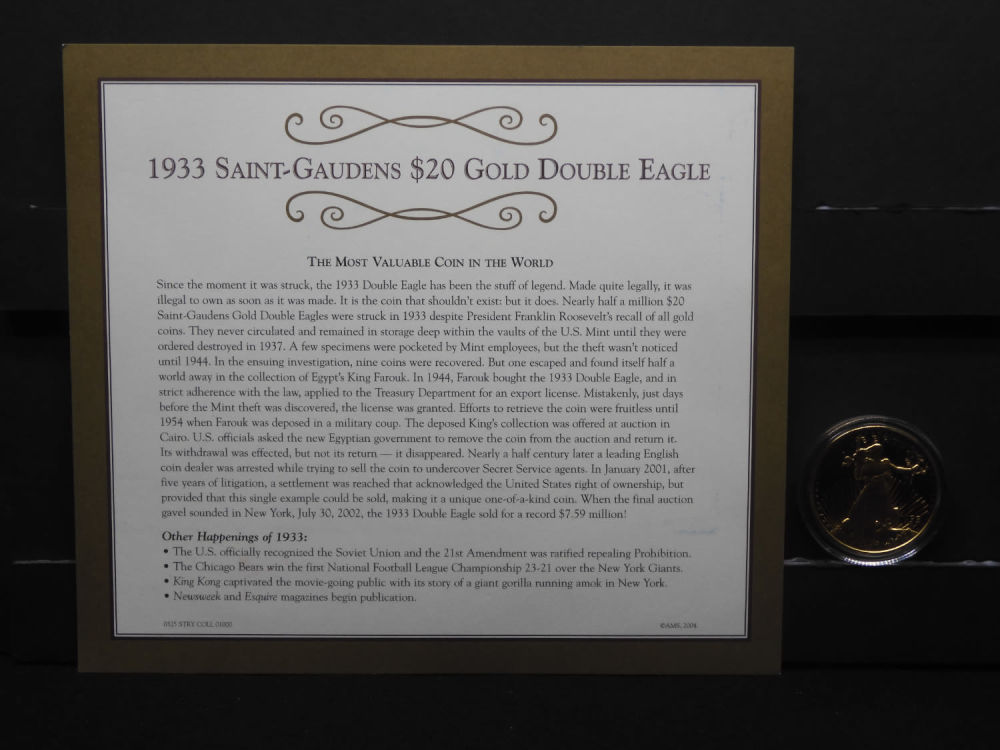 1933 Saint-Gaudens $20 Gold Double Eagle
The Most Valuable Coin in the World
Since the moment it was struck, the 1933 Double Eagle has been the stuff of legend. Made quite legally, it was
illegal to own as soon as it was made. It is the coin that shouldn't exist: but it does. Nearly half a million $20
Saint-Gaudens Gold Double Eagles were struck in 1933 despite President Franklin Roosevelt's recall of all gold
coins. They never circulated and remained in storage deep within the vaults of the U.S. Mint until they were
ordered destroyed in 1937. A few specimens were pocketed by Mint employees, but the theft wasn't noticed
until 1944. In the ensuing investigation, nine coins were recovered. But one escaped and found itself half a
world away in the collection of Egypt's King Farouk. In 1944, Farouk bought the 1933 Double Eagle, and in
strict adherence with the law, applied to the Treasury Department for an export license. Mistakenly, just days
before the Mint theft was discovered, the license was granted. Efforts to retrieve the coin were fruitless until
1954 when Farouk was deposed in a military coup. The deposed King's collection was offered at auction in
Cairo. U.S. officials asked the new Egyptian government to remove the coin from the auction and return it.
Its withdrawal was effected, but not its return — it disappeared. Nearly a half century later a leading English
coin dealer was arrested while trying to sell the coin to undercover Secret Service agents. In January 2001, after
five years of litigation, a settlement was reached that acknowledged the United States right of ownership, but
provided that this single example could be sold, making it a unique one-of-a-kind coin. When the final auction
gavel sounded in New York, July 30, 2002, the 1933 Double Eagle sold for a record $7.59 million!
Other Happenings of 1933:
• The U.S. officially recognized the Soviet Union and the 21st Amendment was ratified repealing Prohibition.
• The Chicago Bears win the first National Football League Championship 23-21 over the New York Giants.
• King Kong captivated the movie-going public with its story of a giant gorilla running amok in New York.
• Newsweek and Esquire magazines begin publication.
STRY COLL
©AMS, 2004